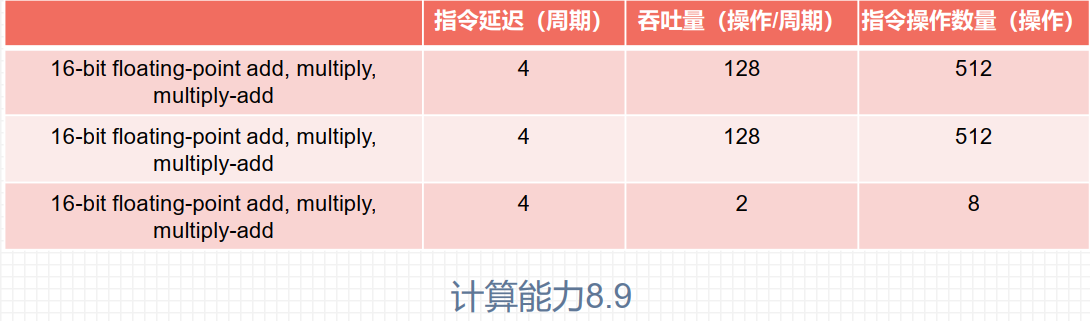 指令延迟（周期） 吞吐量（操作/周期） 指令操作数量（操作）
16-bit floating-point add, multiply, 4 128 512
multiply-add
16-bit floating-point add, multiply, 4 128 512
multiply-add
16-bit floating-point add, multiply, 4 2 8
multiply-add
计算能力8.9